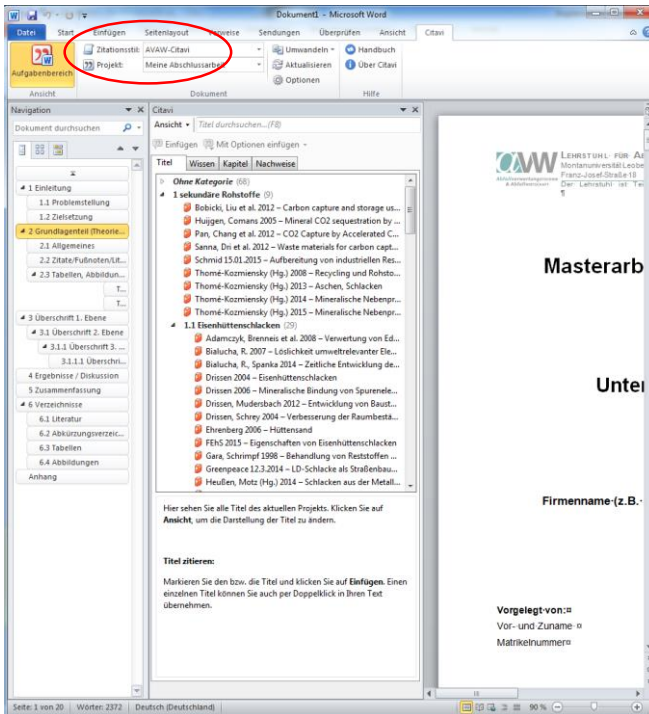 Dokument1 - Microsoft Word
Datei Start Einfügen Seitenlayout Verweise Sendungen Überprüfen Ansicht Citavi
Aufgabenbereich
Zitationsstil: AVAW-Citavi
Projekt: Meine Abschlussarbeit
Umwandeln
Aktualisieren
Optionen
Handbuch
Über Citavi
Ansicht Dokument Hilfe
Navigation
Dokument durchsuchen
1 Einleitung
1.1 Problemstellung
1.2 Zielsetzung
2 Grundlagenteil (Theorie...
2.1 Allgemeines
2.2 Zitate/Fußnoten/Lit...
2.3 Tabellen, Abbildun...
T...
T...
3 Überschrift 1. Ebene
3.1 Überschrift 2. Ebene
3.1.1 Überschrift 3. ...
3.1.1.1 Überschri...
4 Ergebnisse / Diskussion
5 Zusammenfassung
6 Verzeichnisse
6.1 Literatur
6.2 Abkürzungsverzeic...
6.3 Tabellen
6.4 Abbildungen
Anhang
Citavi
Ansicht Titel durchsuchen...(F8)
Einfügen Mit Optionen einfügen
Titel Wissen Kapitel Nachweise
Ohne Kategorie (68)
1 sekundäre Rohstoffe (9)
Bobicki, Liu et al. 2012 – Carbon capture and storage us...
Huijgen, Comans 2005 – Mineral CO2 sequestration by ...
Pan, Chang et al. 2012 – CO2 Capture by Accelerated C...
Sanna, Dri et al. 2012 – Waste materials for carbon capt...
Schmid 15.01.2015 – Aufbereitung von industriellen Res...
Thomé-Kozmiensky (Hg.) 2008 – Recycling und Rohsto...
Thomé-Kozmiensky (Hg.) 2013 – Aschen, Schlacken
Thomé-Kozmiensky (Hg.) 2014 – Mineralische Nebenpr...
Thomé-Kozmiensky (Hg.) 2015 – Mineralische Nebenpr...
1.1 Eisenhüttenschlacken (29)
Adamczyk, Brenneis et al. 2008 – Verwertung von Ed...
Bialucha, R. 2007 – Löslichkeit umweltrelevanter Ele...
Bialucha, R., Spanka 2014 – Zeitliche Entwicklung de...
Drissen 2004 – Eisenhüttenschlacken
Drissen 2006 – Mineralische Bindung von Spurenele...
Drissen, Mudersbach 2012 – Entwicklung von Baust...
Drissen, Schrey 2004 – Verbesserung der Raumbestä...
Ehrenberg 2006 – Hüttensand
FEhS 2015 – Eigenschaften von Eisenhüttenschlacken
Gara, Schrimpf 1998 – Behandlung von Reststoffen ...
Greenpeace 12.3.2014 – LD-Schlacke als Straßenbau...
Heußen, Motz (Hg.) 2014 – Schlacken aus der Metall...
Hier sehen Sie alle Titel des aktuellen Projekts. Klicken Sie auf
Ansicht, um die Darstellung der Titel zu ändern.
Titel zitieren:
Markieren Sie den bzw. die Titel und klicken Sie auf Einfügen. Einen
einzelnen Titel können Sie auch per Doppelklick in Ihren Text
übernehmen.
LEHRSTUHL FÜR
Montanuniversität Leobe
Franz-Josef-Straße 18
Der Lehrstuhl ist Tei
¶
Masterarb
Unter
Firmenname·(z.B.·
Vorgelegt·von:¤
Vor-·und·Zuname·¤
Matrikelnummer¤
Seite: 1 von 20 Wörter: 2372 Deutsch (Deutschland) 90 %